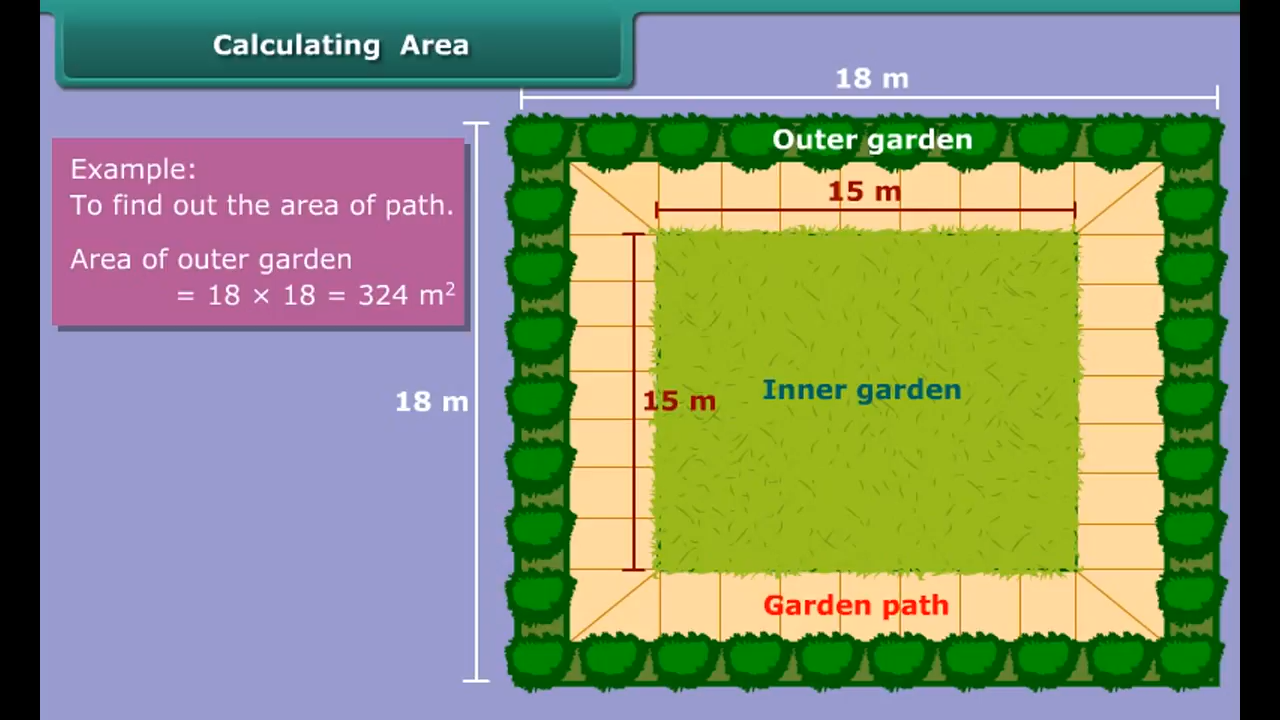 Calculating Area
18 m
Outer garden
Example:
To find out the area of path.
15 m
Area of outer garden
= 18 × 18 = 324 m²
Inner garden
18 m
15 m
Garden path